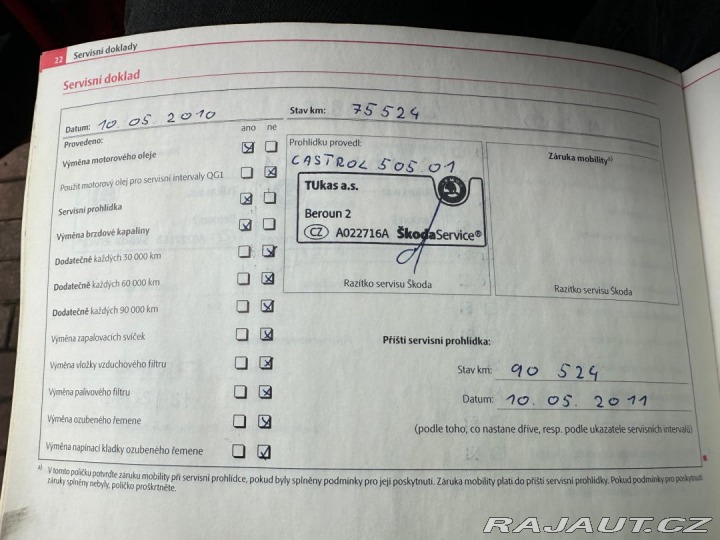 22 Servisní doklady
Servisní doklad
Datum: 10.05.2010 Stav km: 75524
Provedeno: ano ne
Výměna motorového oleje
Použit motorový olej pro servisní intervaly QG1
Servisní prohlídka
Výměna brzdové kapaliny
Dodatečně každých 30 000 km
Dodatečně každých 60 000 km
Dodatečně každých 90 000 km
Výměna zapalovacích svíček
Výměna vložky vzduchového filtru
Výměna palivového filtru
Výměna ozubeného řemene
Výměna napínací kladky ozubeného řemene
Prohlídku provedl:
CASTROL 505.01
TUkas a.s.
Beroun 2
CZ A022716A ŠkodaService®
Razítko servisu Škoda
Záruka mobilitya)
Razítko servisu Škoda
Příští servisní prohlídka:
Stav km: 90 524
Datum: 10.05.2011
(podle toho, co nastane dříve, resp. podle ukazatele servisních intervalů)
a) V tomto políčku potvrďte záruku mobility při servisní prohlídce, pokud byly splněny podmínky pro její poskytnutí. Záruka mobility platí do příští servisní prohlídky. Pokud podmínky pro poskytnutí
záruky splněny nebyly, políčko proškrtněte.
RAJAUT.CZ